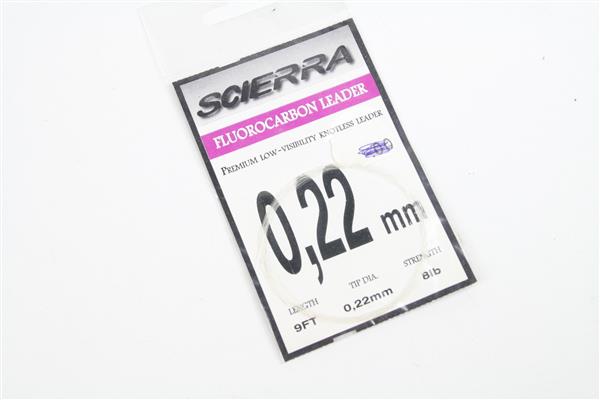 SCIERRA
FLUOROCARBON LEADER
PREMIUM LOW-VISIBILITY KNOTLESS LEADER
0,22 mm
LENGTH TIP DIA. STRENGTH
9FT 0,22mm 8lb